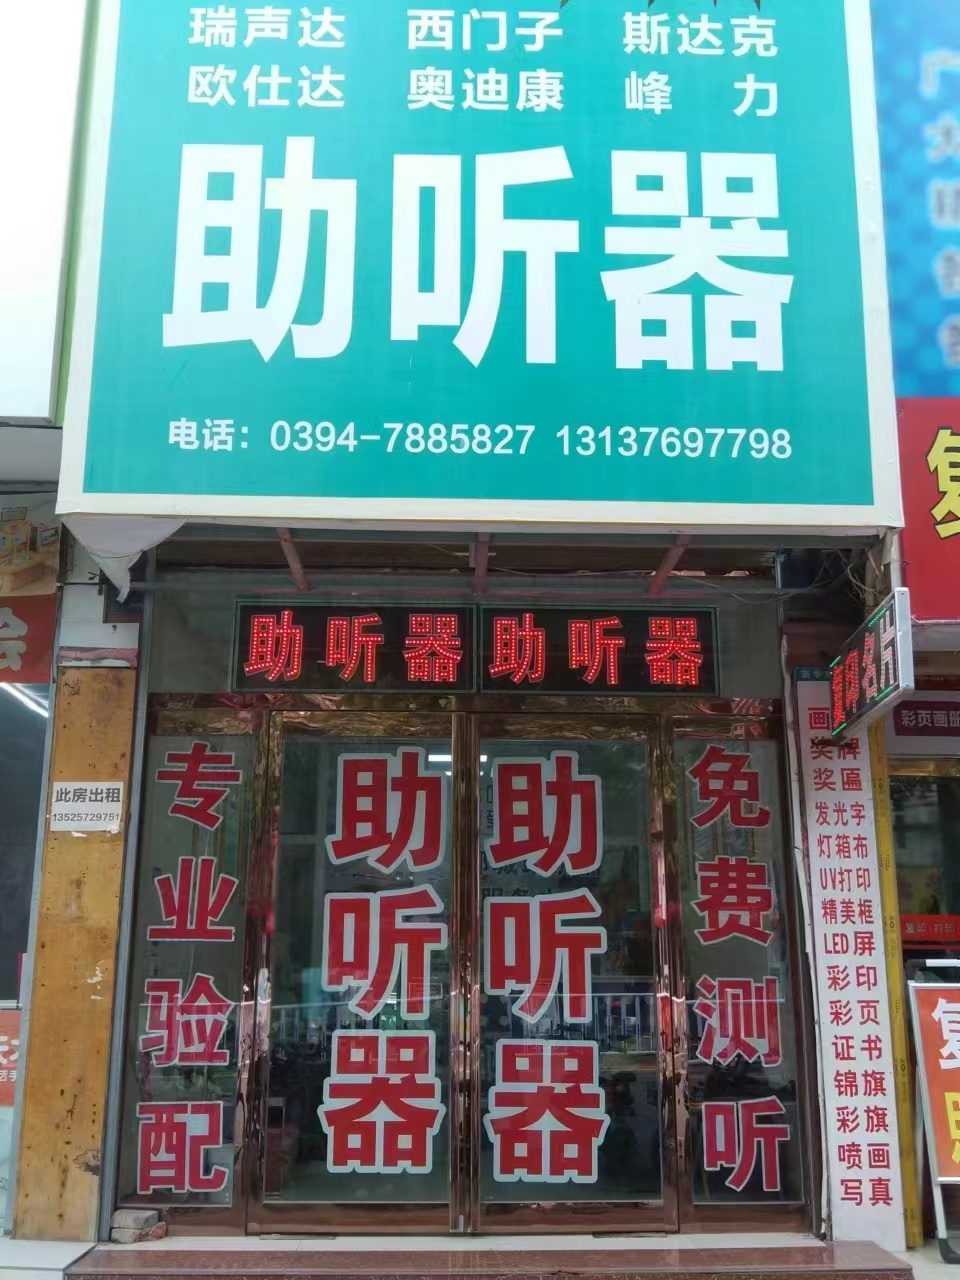 瑞声达 西门子 斯达克
欧仕达 奥迪康 峰力
助听器
电话：0394-7885827 13137697798
助听器 助听器
名片
专业验配
助听器
助听器
免费测听
此房出租
13525729751
奖牌
奖匾
发光字
灯箱布
UV打印
精美框
LED屏
彩印
彩页
证书
锦旗
彩旗
喷画
写真
彩页画册